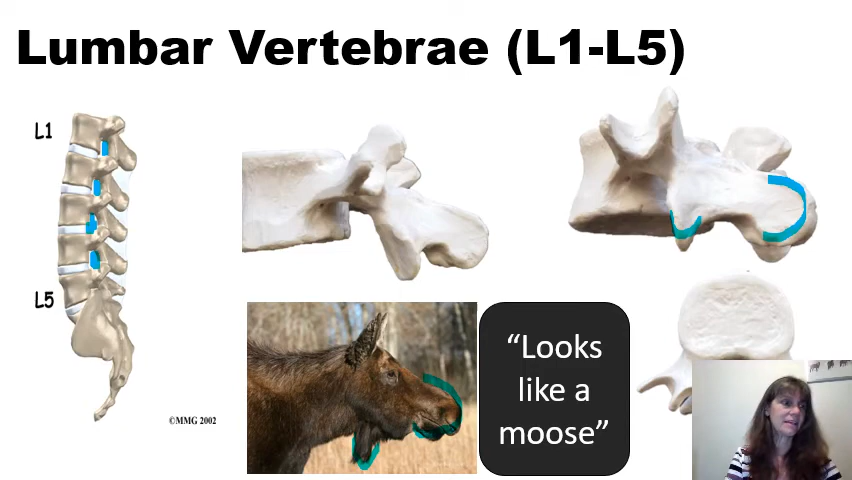 Lumbar Vertebrae (L1-L5)
L1
L5
©MMG 2002
“Looks
like a
moose”